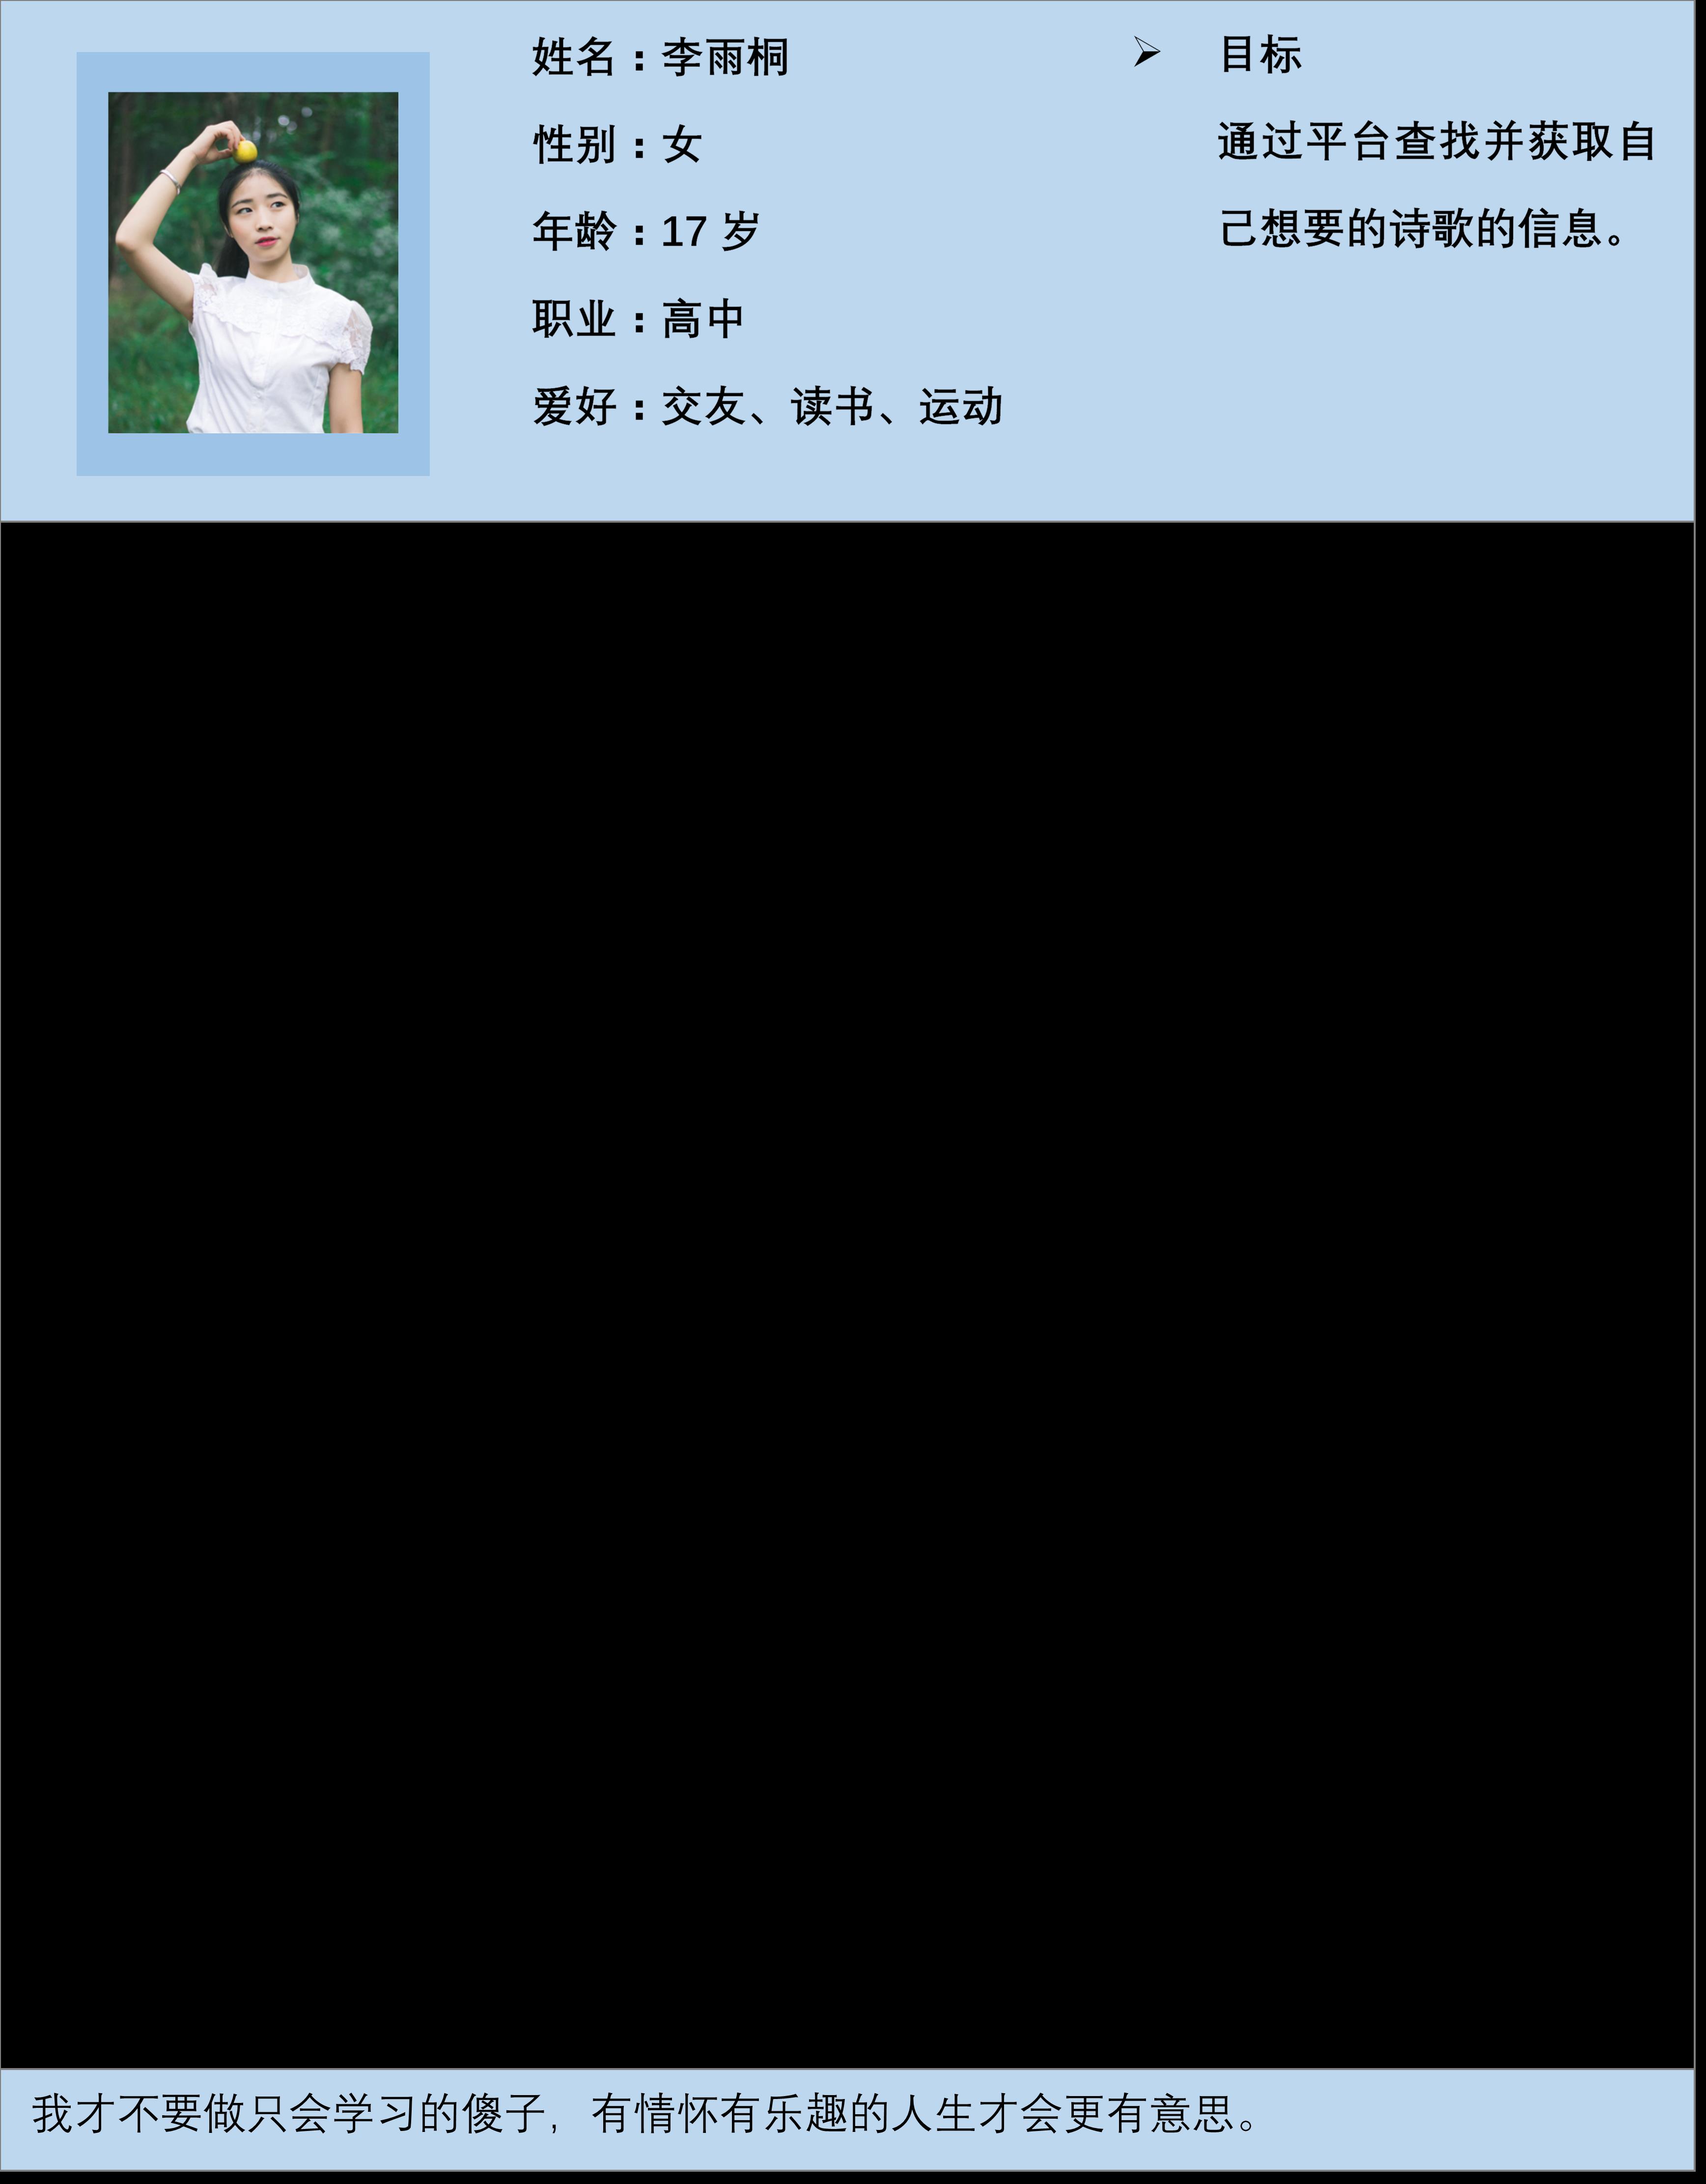 姓名：李雨桐
性别：女
年龄：17 岁
职业：高中
爱好：交友、读书、运动
目标
通过平台查找并获取自
己想要的诗歌的信息。
我才不要做只会学习的傻子，有情怀有乐趣的人生才会更有意思。